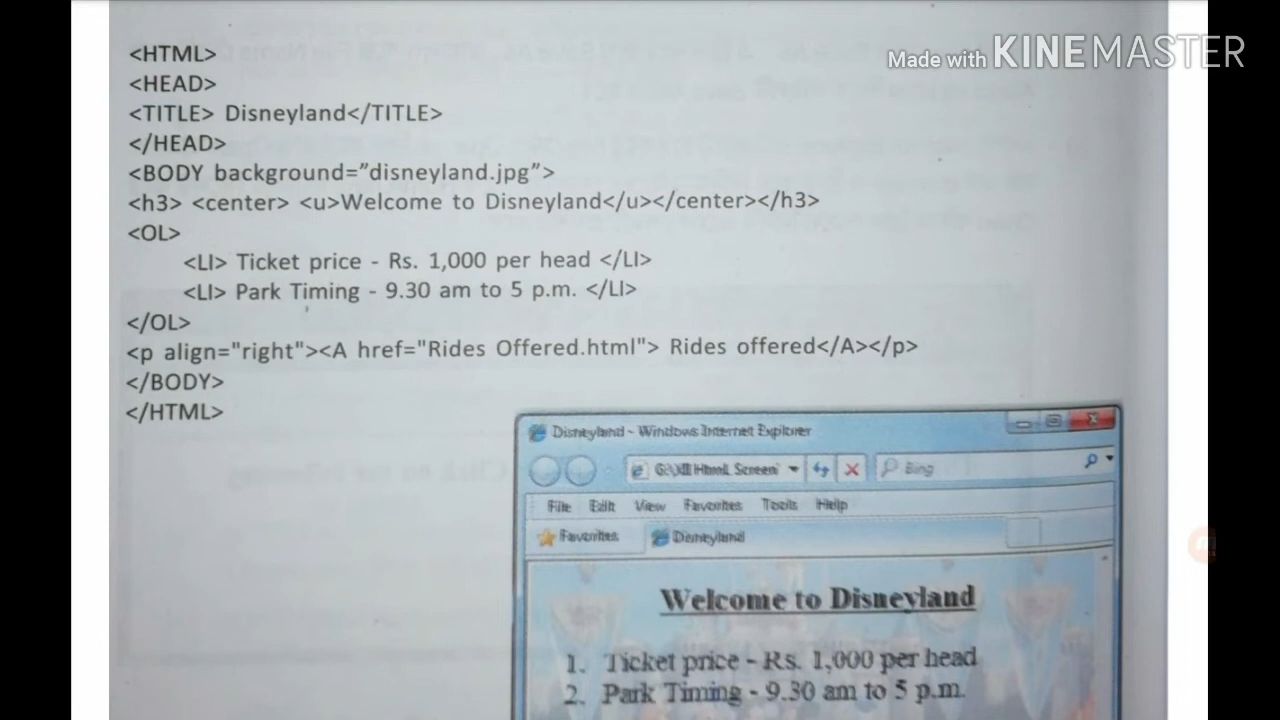 Made with KINEMASTER
<HTML>
<HEAD>
<TITLE> Disneyland</TITLE>
</HEAD>
<BODY background=”disneyland.jpg”>
<h3> <center> <u>Welcome to Disneyland</u></center></h3>
<OL>
<LI> Ticket price - Rs. 1,000 per head </LI>
<LI> Park Timing - 9.30 am to 5 p.m. </LI>
</OL>
<p align="right"><A href="Rides Offered.html"> Rides offered</A></p>
</BODY>
</HTML>
Disneyland - Windows Internet Explorer
G:\XII Html Screen
Bing
File Edit View Favorites Tools Help
Favorites
Disneyland
Welcome to Disneyland
1. Ticket price - Rs. 1,000 per head
2. Park Timing - 9.30 am to 5 p.m.